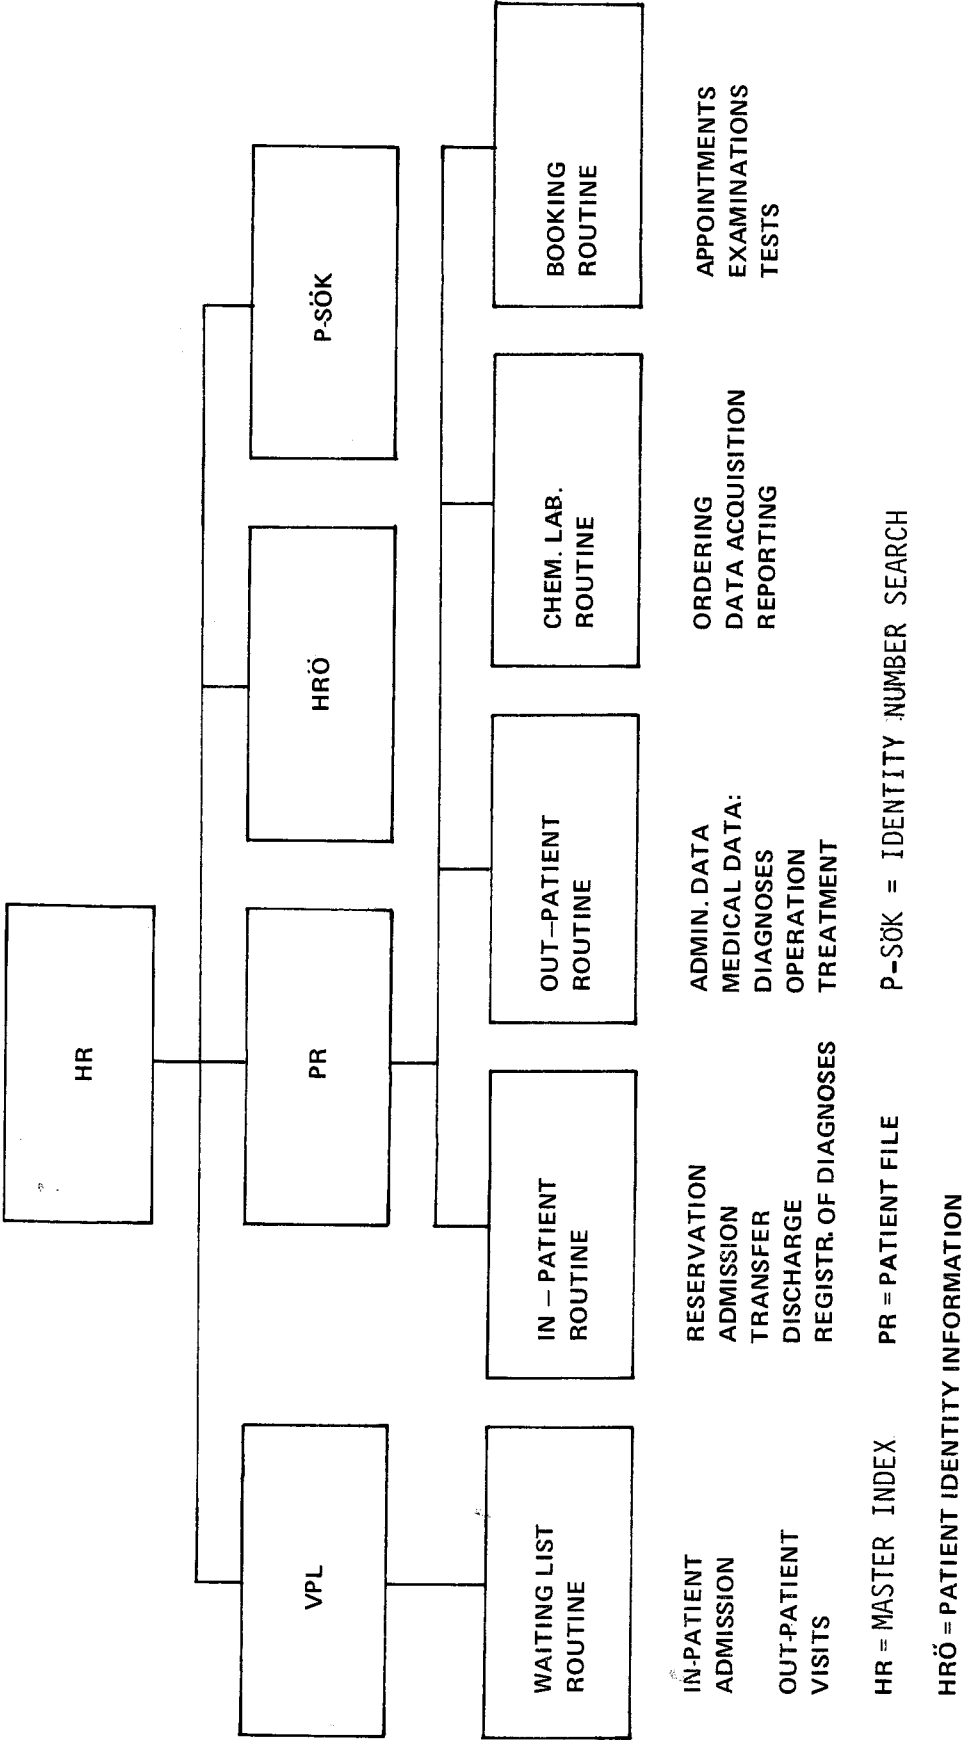 HR
VPL
PR
HRÖ
P-SÖK
WAITING LIST
ROUTINE
IN – PATIENT
ROUTINE
OUT–PATIENT
ROUTINE
CHEM. LAB.
ROUTINE
BOOKING
ROUTINE
IN-PATIENT
ADMISSION
OUT-PATIENT
VISITS
RESERVATION
ADMISSION
TRANSFER
DISCHARGE
REGISTR. OF DIAGNOSES
ADMIN. DATA
MEDICAL DATA:
DIAGNOSES
OPERATION
TREATMENT
ORDERING
DATA ACQUISITION
REPORTING
APPOINTMENTS
EXAMINATIONS
TESTS
HR = MASTER INDEX
PR = PATIENT FILE
P-SÖK = IDENTITY NUMBER SEARCH
HRÖ = PATIENT IDENTITY INFORMATION